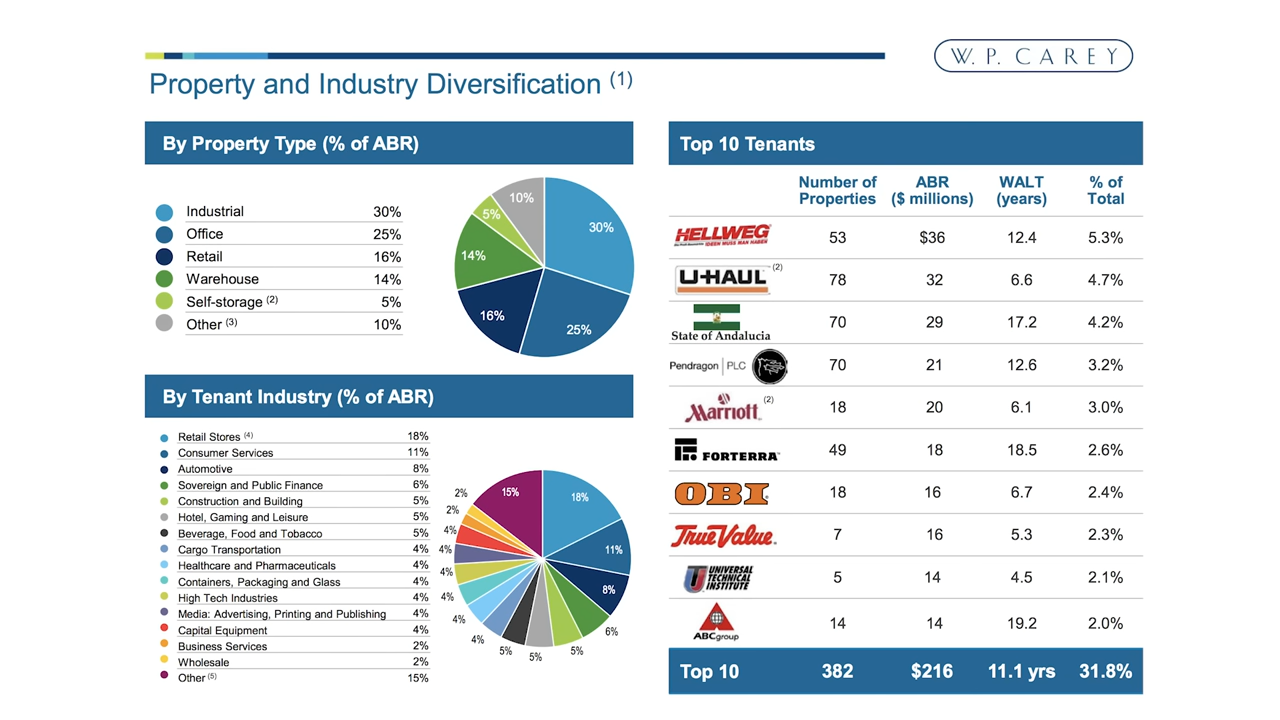 W. P. CAREY
Property and Industry Diversification (1)
By Property Type (% of ABR)
Industrial 30%
Office 25%
Retail 16%
Warehouse 14%
Self-storage (2) 5%
Other (3) 10%
10%
5%
30%
14%
16%
25%
By Tenant Industry (% of ABR)
Retail Stores (4) 18%
Consumer Services 11%
Automotive 8%
Sovereign and Public Finance 6%
Construction and Building 5%
Hotel, Gaming and Leisure 5%
Beverage, Food and Tobacco 5%
Cargo Transportation 4%
Healthcare and Pharmaceuticals 4%
Containers, Packaging and Glass 4%
High Tech Industries 4%
Media: Advertising, Printing and Publishing 4%
Capital Equipment 4%
Business Services 2%
Wholesale 2%
Other (5) 15%
2%
15%
18%
2%
4%
4%
11%
4%
8%
4%
4%
6%
4%
5%
5%
5%
Top 10 Tenants
Number of ABR WALT % of
Properties ($ millions) (years) Total
HELLWEG 53 $36 12.4 5.3%
IDEEN MUSS MAN HABEN
U-HAUL (2) 78 32 6.6 4.7%
State of Andalucia 70 29 17.2 4.2%
Pendragon PLC 70 21 12.6 3.2%
Marriott (2) 18 20 6.1 3.0%
FORTERRA™ 49 18 18.5 2.6%
OBI 18 16 6.7 2.4%
True Value 7 16 5.3 2.3%
UNIVERSAL TECHNICAL INSTITUTE 5 14 4.5 2.1%
ABCgroup 14 14 19.2 2.0%
Top 10 382 $216 11.1 yrs 31.8%